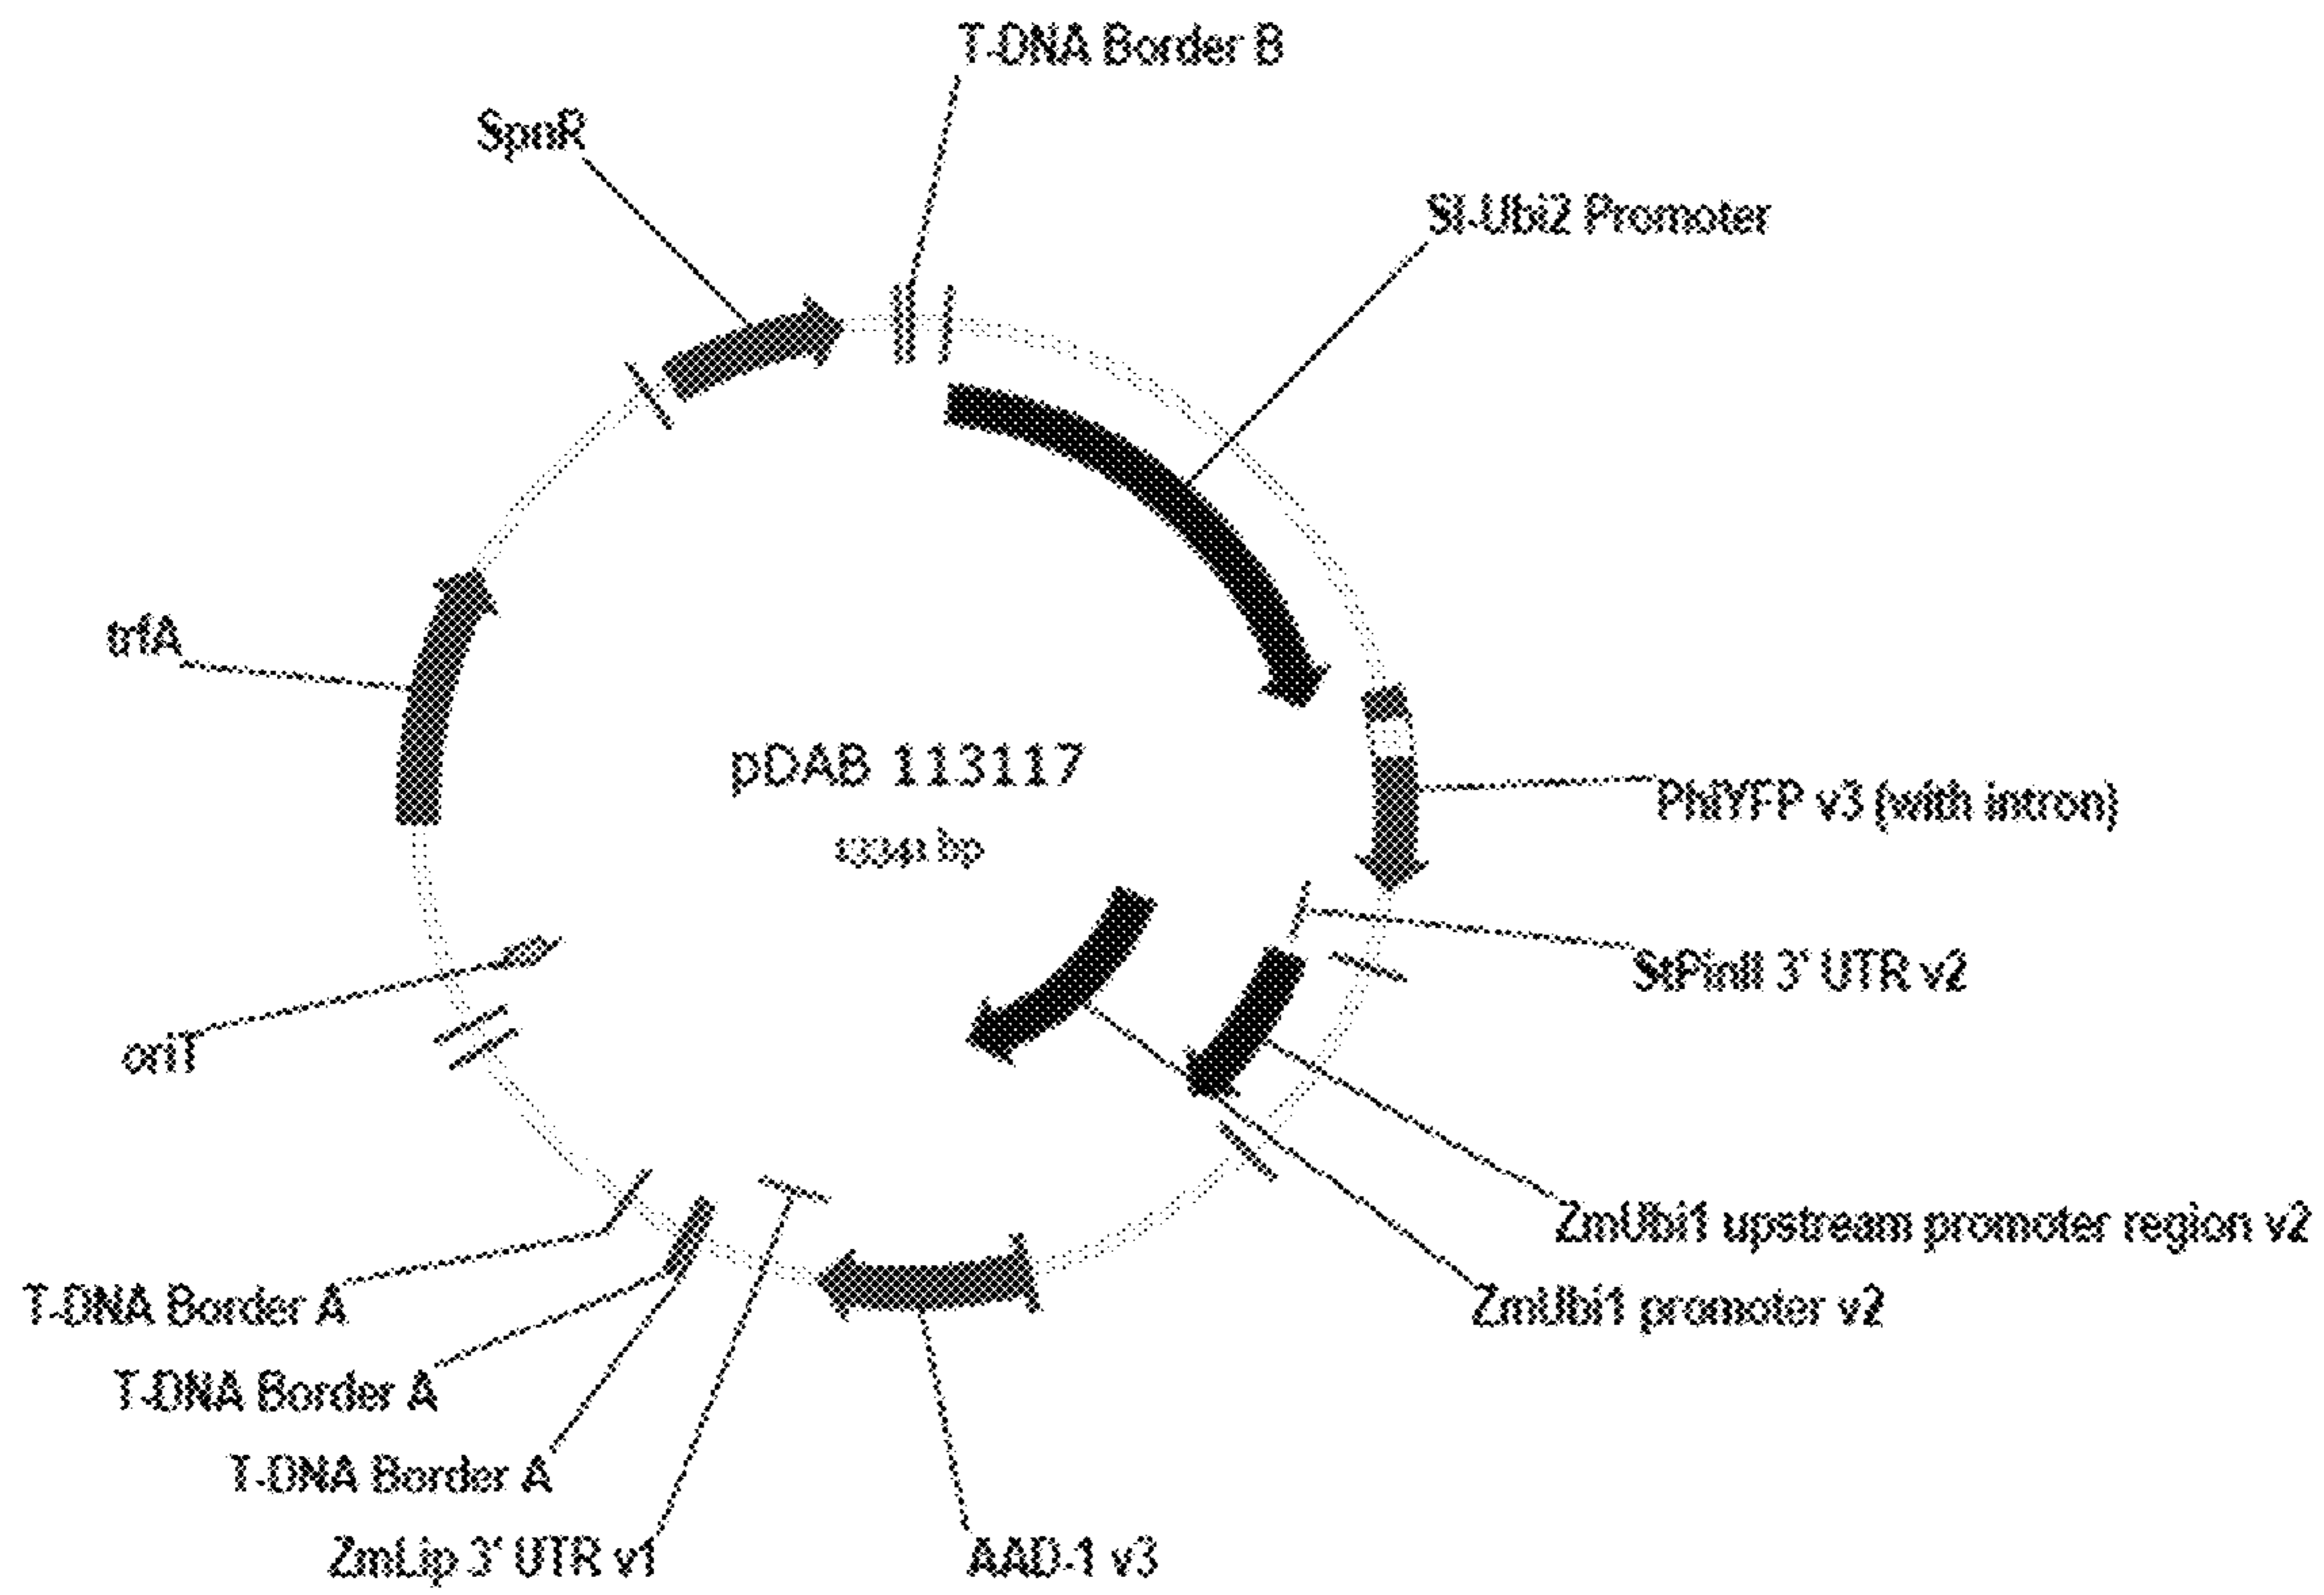 T-DNA Border B
SpnR
SI-Ubi2 Promoter
trfA
pDAB 113117
bp
PhiYFP v3 (with intron)
StPinII 3' UTR v2
oriT
ZmUbi1 upstream promoter region v2
ZmUbi1 promoter v2
T-DNA Border A
T-DNA Border A
T-DNA Border A
ZmLip 3' UTR v1
AAD-1 v3